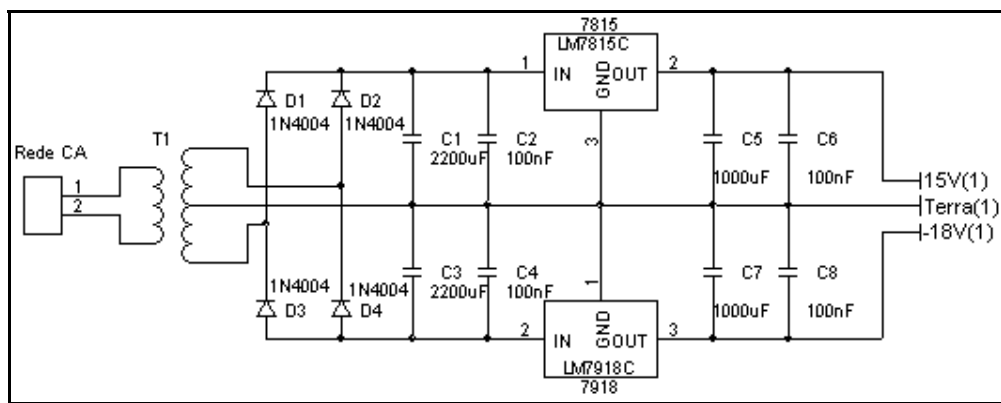 7815
LM7815C
1 IN GND OUT 2
3
D1 D2
1N4004 1N4004
T1
Rede CA
1
2
C1 C2
2200uF 100nF
C5 C6
1000uF 100nF
15V(1)
Terra(1)
-18V(1)
1N4004 1N4004
D3 D4
C3 C4
2200uF 100nF
C7 C8
1000uF 100nF
1
2 IN GND OUT 3
LM7918C
7918